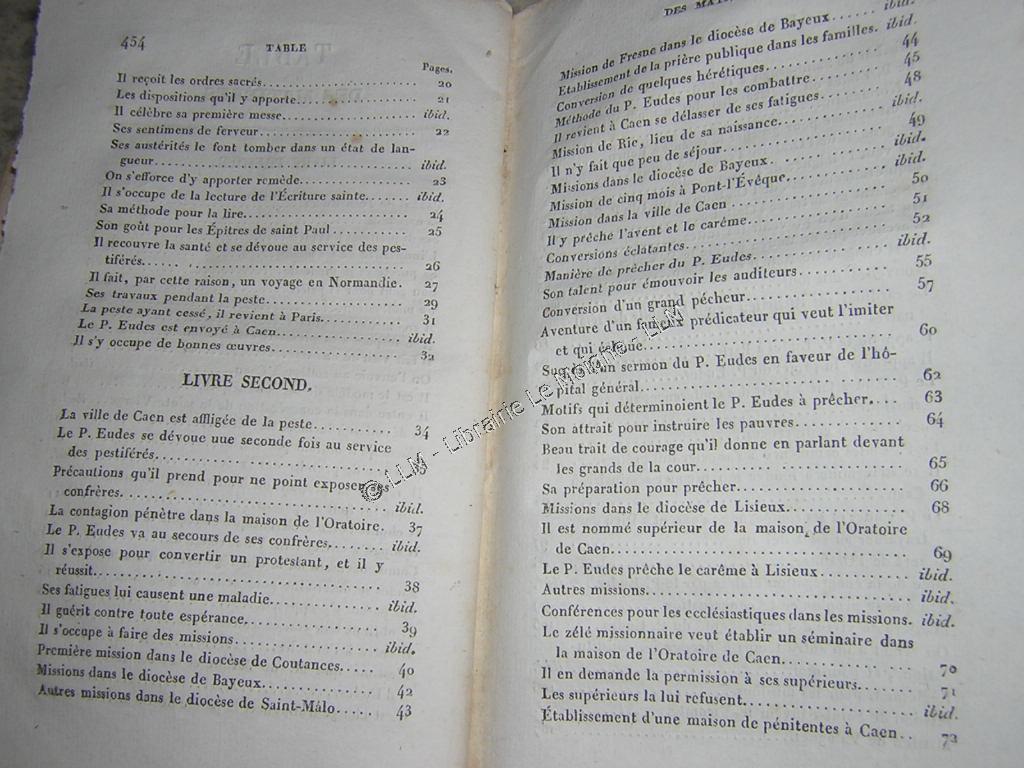 454
TABLE
Pages.
Il reçoit les ordres sacrés. 20
Les dispositions qu'il y apporte. 21
Il célèbre sa première messe. ibid.
Ses sentimens de ferveur. 22
Ses austérités le font tomber dans un état de lan-
gueur. ibid.
On s'efforce d'y apporter remède. 23
Il s'occupe de la lecture de l'Écriture sainte. ibid.
Sa méthode pour la lire. 24
Son goût pour les Épîtres de saint Paul. 25
Il recouvre la santé et se dévoue au service des pes-
tiférés. 26
Il fait, par cette raison, un voyage en Normandie. 27
Ses travaux pendant la peste. 29
La peste ayant cessé, il revient à Paris. 31
Le P. Eudes est envoyé à Caen. ibid.
Il s'y occupe de bonnes œuvres. 32
LIVRE SECOND.
La ville de Caen est affligée de la peste. 34
Le P. Eudes se dévoue une seconde fois au service
des pestiférés.
Précautions qu'il prend pour ne point exposer ses
confrères. ibid.
La contagion pénètre dans la maison de l'Oratoire. 37
Le P. Eudes va au secours de ses confrères. ibid.
Il s'expose pour convertir un protestant, et il y
réussit. 38
Ses fatigues lui causent une maladie. ibid.
Il guérit contre toute espérance. 39
Il s'occupe à faire des missions. ibid.
Première mission dans le diocèse de Coutances. 40
Missions dans le diocèse de Bayeux. 42
Autres missions dans le diocèse de Saint-Malo. 43
DES
ibid.
Mission de Fresne dans le diocèse de Bayeux. ibid.
Etablissement de la prière publique dans les familles. 44
Conversion de quelques hérétiques. 45
Méthode du P. Eudes pour les combattre. 48
Il revient à Caen se délasser de ses fatigues. ibid.
Mission de Rie, lieu de sa naissance. 49
Il n'y fait que peu de séjour. ibid.
Missions dans le diocèse de Bayeux. ibid.
Mission de cinq mois à Pont-l'Évêque. 50
Mission dans la ville de Caen 51
Il y prêche l'avent et le carême. 52
Conversions éclatantes. ibid.
Manière de prêcher du P. Eudes. 55
Son talent pour émouvoir les auditeurs. 57
Conversion d'un grand pécheur.
Aventure d'un fameux prédicateur qui veut l'imiter
et qui échoue. 60
Succès d'un sermon du P. Eudes en faveur de l'hô-
pital général. 62
Motifs qui déterminoient le P. Eudes à prêcher. 63
Son attrait pour instruire les pauvres. 64
Beau trait de courage qu'il donne en parlant devant
les grands de la cour. 65
Sa préparation pour prêcher. 66
Missions dans le diocèse de Lisieux. 68
Il est nommé supérieur de la maison de l'Oratoire
de Caen. 69
Le P. Eudes prêche le carême à Lisieux ibid.
Autres missions. ibid.
Conférences pour les ecclésiastiques dans les missions. ibid.
Le zélé missionnaire veut établir un séminaire dans
la maison de l'Oratoire de Caen. 70
Il en demande la permission à ses supérieurs. 71
Les supérieurs la lui refusent. ibid.
Établissement d'une maison de pénitentes à Caen. 72
© LLM - Librairie Le Moigne - LLM